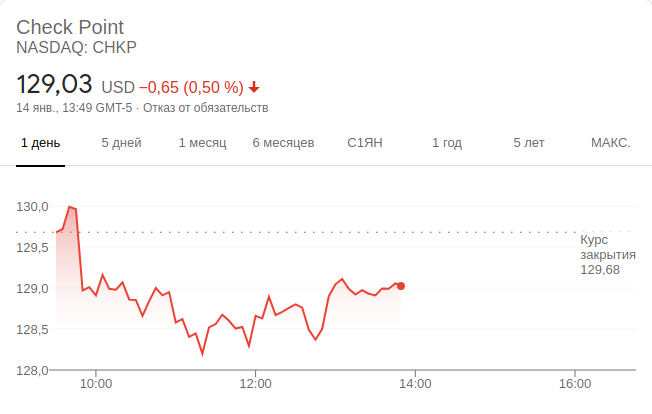 Check Point
NASDAQ: CHKP
129,03 USD −0,65 (0,50 %)
14 янв., 13:49 GMT-5 · Отказ от обязательств
1 день 5 дней 1 месяц 6 месяцев С1ЯН 1 год 5 лет МАКС.
130,0
129,5
129,0
128,5
128,0
Курс
закрытия
129,68
10:00 12:00 14:00 16:00